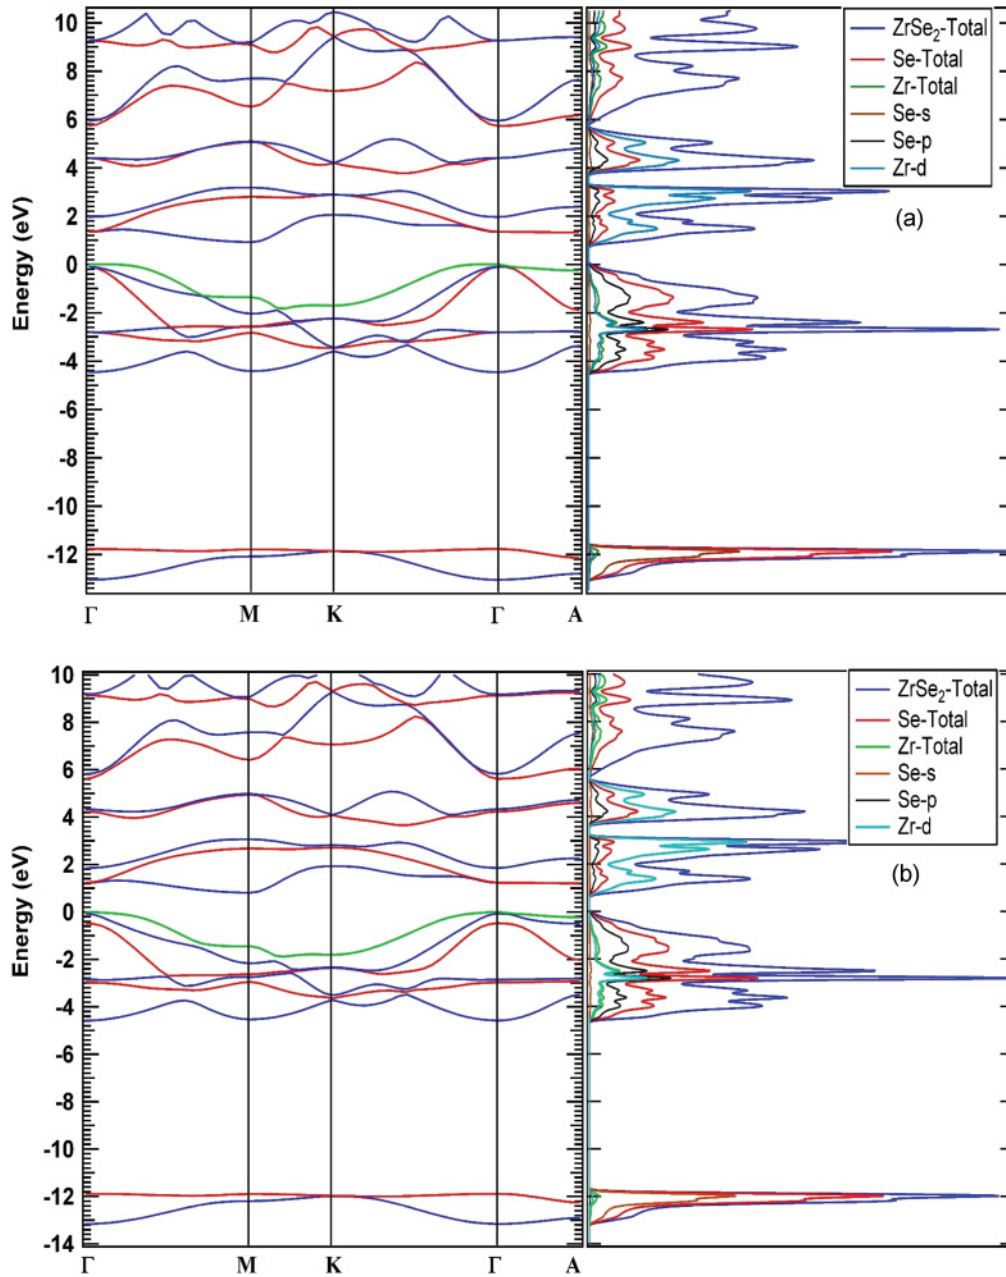 10
8
6
4
2
0
-2
-4
-6
-8
-10
-12
Energy (eV)
Γ M K Γ A
ZrSe₂-Total
Se-Total
Zr-Total
Se-s
Se-p
Zr-d
(a)
10
8
6
4
2
0
-2
-4
-6
-8
-10
-12
-14
Energy (eV)
Γ M K Γ A
ZrSe₂-Total
Se-Total
Zr-Total
Se-s
Se-p
Zr-d
(b)